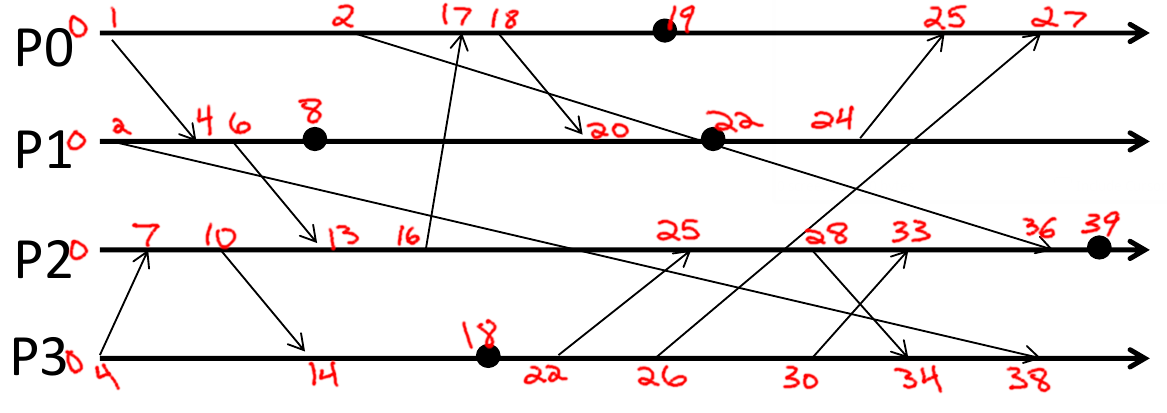 P0 0 1 2 17 18 19 25 27
P1 0 2 4 6 8 20 22 24
P2 0 7 10 13 16 25 28 33 36 39
P3 0 4 14 18 22 26 30 34 38